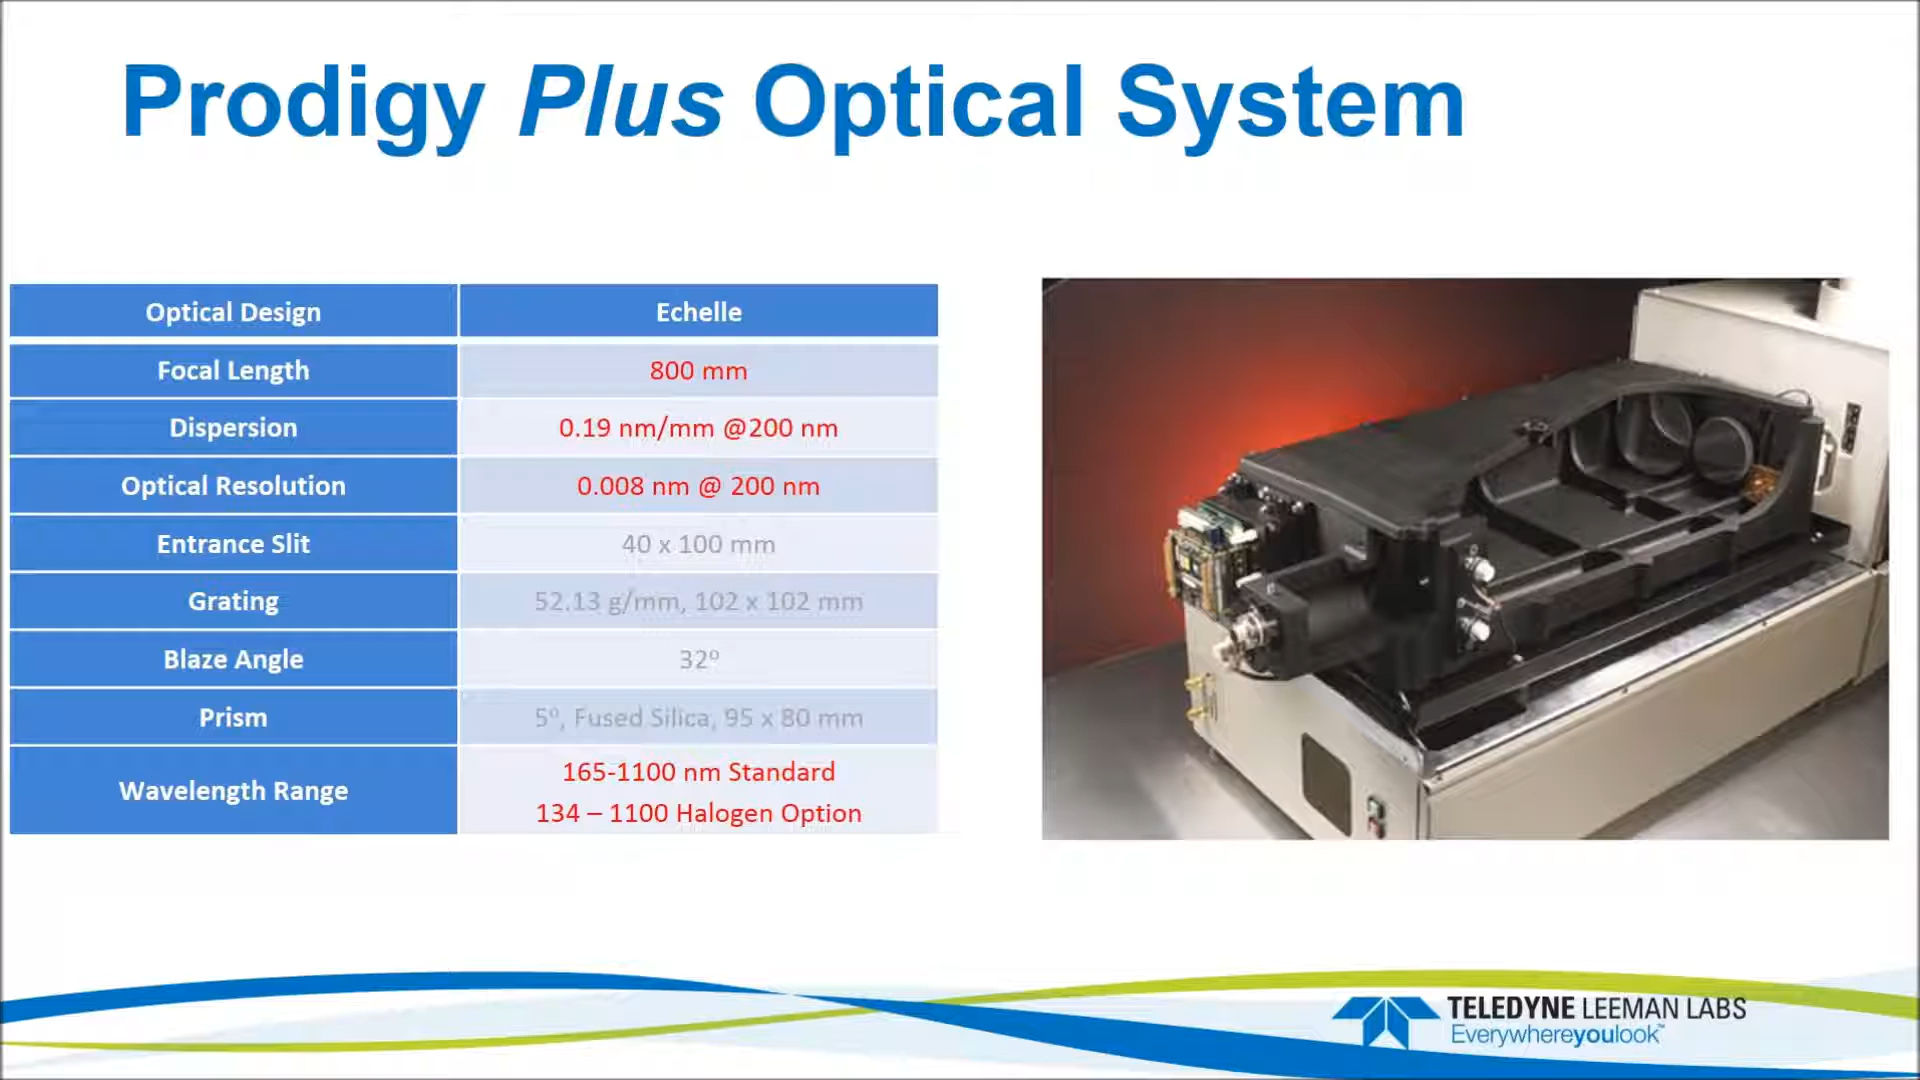 Prodigy Plus Optical System
Optical Design Echelle
Focal Length 800 mm
Dispersion 0.19 nm/mm @200 nm
Optical Resolution 0.008 nm @ 200 nm
Entrance Slit 40 x 100 mm
Grating 52.13 g/mm, 102 x 102 mm
Blaze Angle 32º
Prism 5º, Fused Silica, 95 x 80 mm
Wavelength Range 165-1100 nm Standard
134 – 1100 Halogen Option
TELEDYNE LEEMAN LABS
Everywhereyoulook™